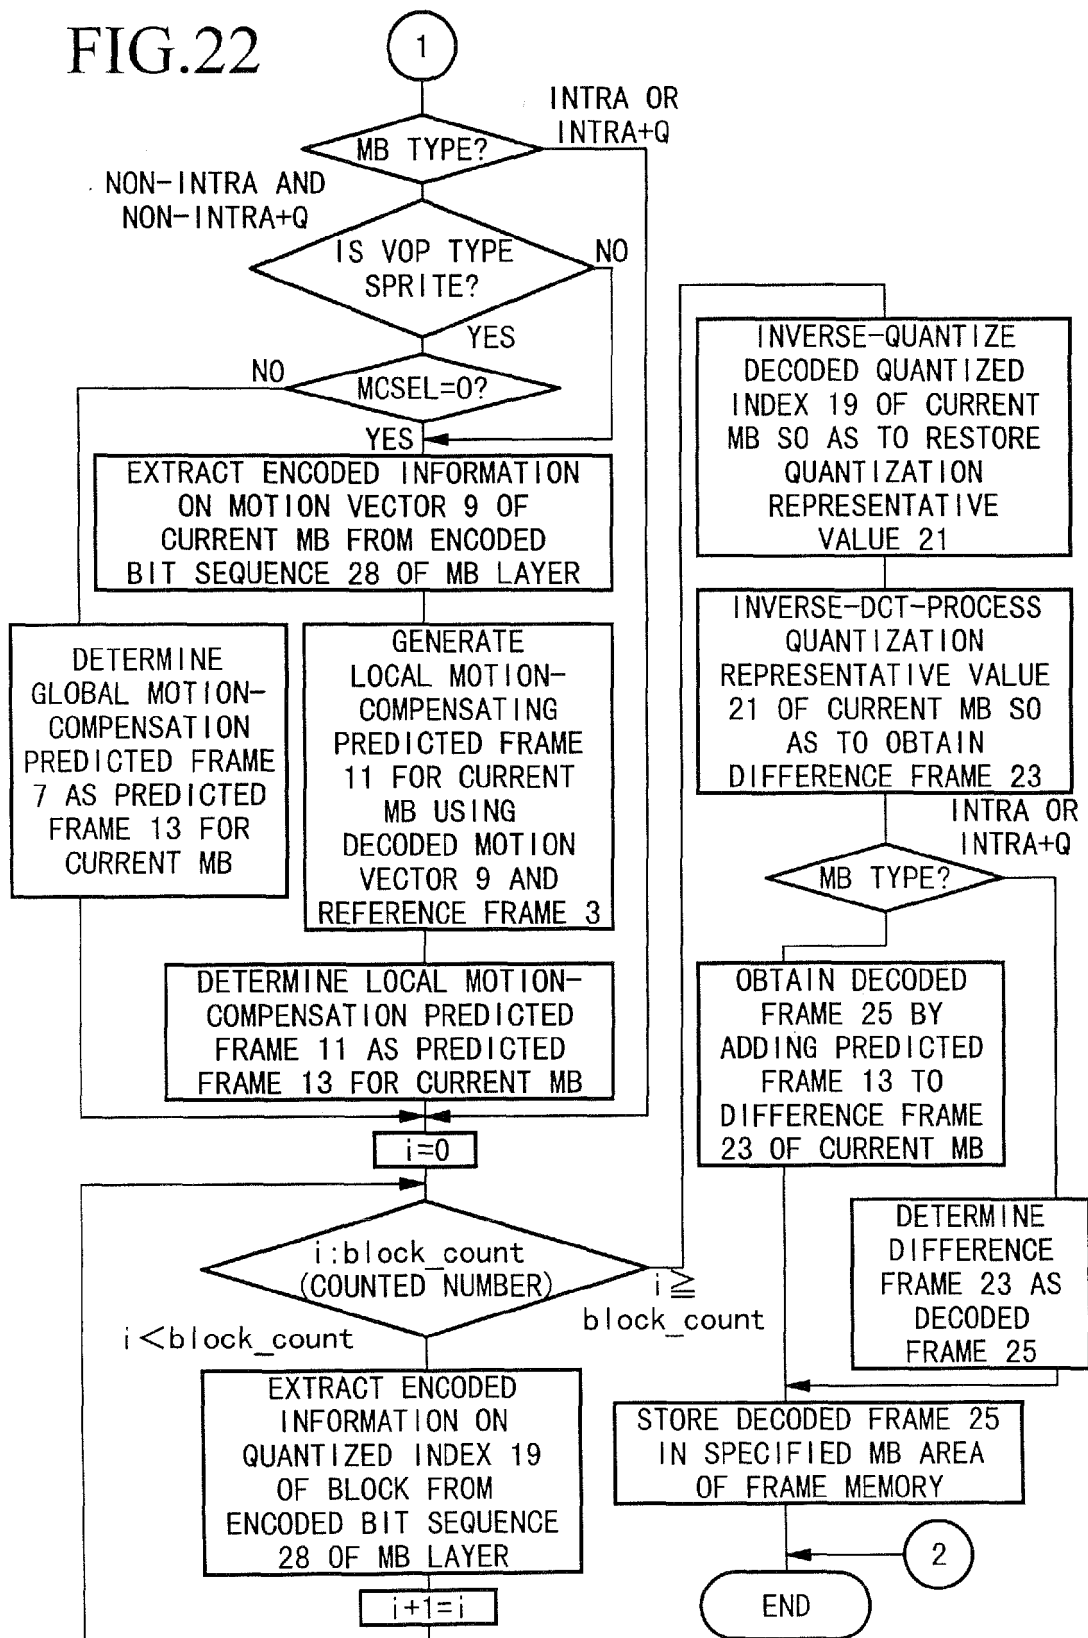 FIG.22
1
MB TYPE?
INTRA OR
INTRA+Q
NON-INTRA AND
NON-INTRA+Q
IS VOP TYPE
SPRITE?
NO
YES
MCSEL=0?
NO
YES
EXTRACT ENCODED INFORMATION
ON MOTION VECTOR 9 OF
CURRENT MB FROM ENCODED
BIT SEQUENCE 28 OF MB LAYER
DETERMINE
GLOBAL MOTION-
COMPENSATION
PREDICTED FRAME
7 AS PREDICTED
FRAME 13 FOR
CURRENT MB
GENERATE
LOCAL MOTION-
COMPENSATING
PREDICTED FRAME
11 FOR CURRENT
MB USING
DECODED MOTION
VECTOR 9 AND
REFERENCE FRAME 3
DETERMINE LOCAL MOTION-
COMPENSATION PREDICTED
FRAME 11 AS PREDICTED
FRAME 13 FOR CURRENT MB
i=0
i:block_count
(COUNTED NUMBER)
i≧
block_count
i<block_count
EXTRACT ENCODED
INFORMATION ON
QUANTIZED INDEX 19
OF BLOCK FROM
ENCODED BIT SEQUENCE
28 OF MB LAYER
i+1=i
INVERSE-QUANTIZE
DECODED QUANTIZED
INDEX 19 OF CURRENT
MB SO AS TO RESTORE
QUANTIZATION
REPRESENTATIVE
VALUE 21
INVERSE-DCT-PROCESS
QUANTIZATION
REPRESENTATIVE VALUE
21 OF CURRENT MB SO
AS TO OBTAIN
DIFFERENCE FRAME 23
INTRA OR
INTRA+Q
MB TYPE?
OBTAIN DECODED
FRAME 25 BY
ADDING PREDICTED
FRAME 13 TO
DIFFERENCE FRAME
23 OF CURRENT MB
DETERMINE
DIFFERENCE
FRAME 23 AS
DECODED
FRAME 25
STORE DECODED FRAME 25
IN SPECIFIED MB AREA
OF FRAME MEMORY
2
END